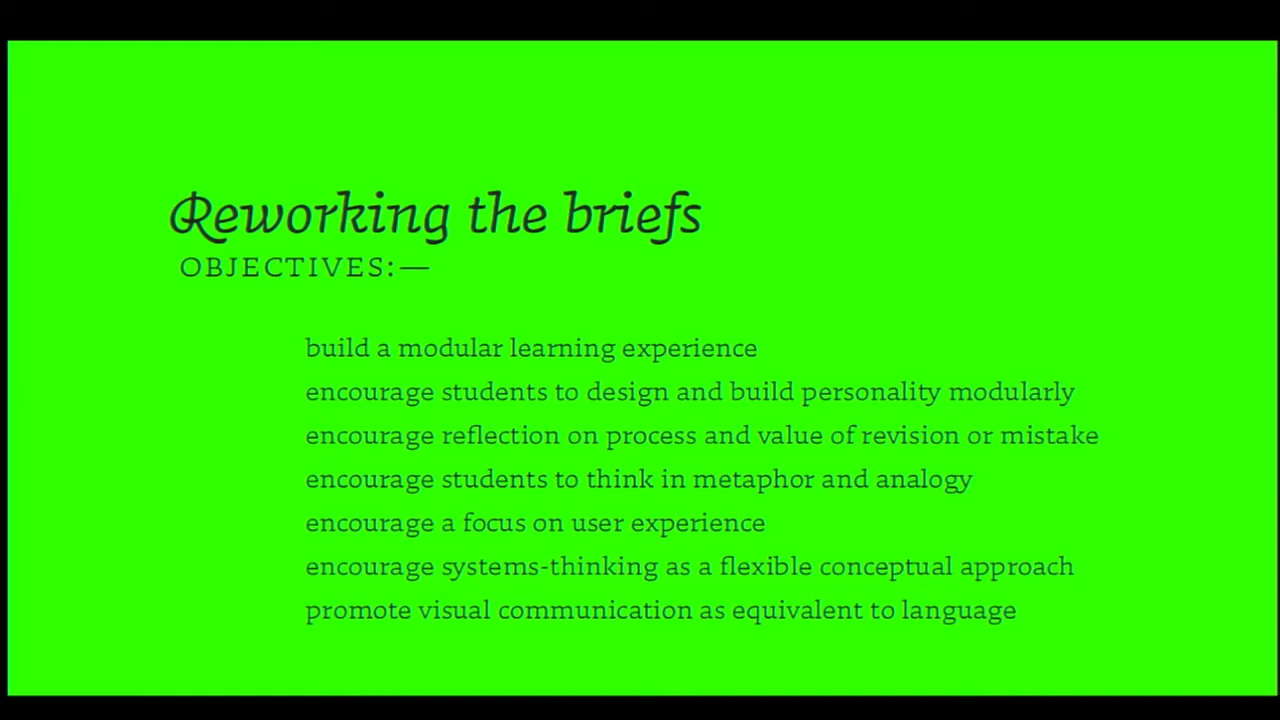 Reworking the briefs
OBJECTIVES:—
build a modular learning experience
encourage students to design and build personality modularly
encourage reflection on process and value of revision or mistake
encourage students to think in metaphor and analogy
encourage a focus on user experience
encourage systems-thinking as a flexible conceptual approach
promote visual communication as equivalent to language